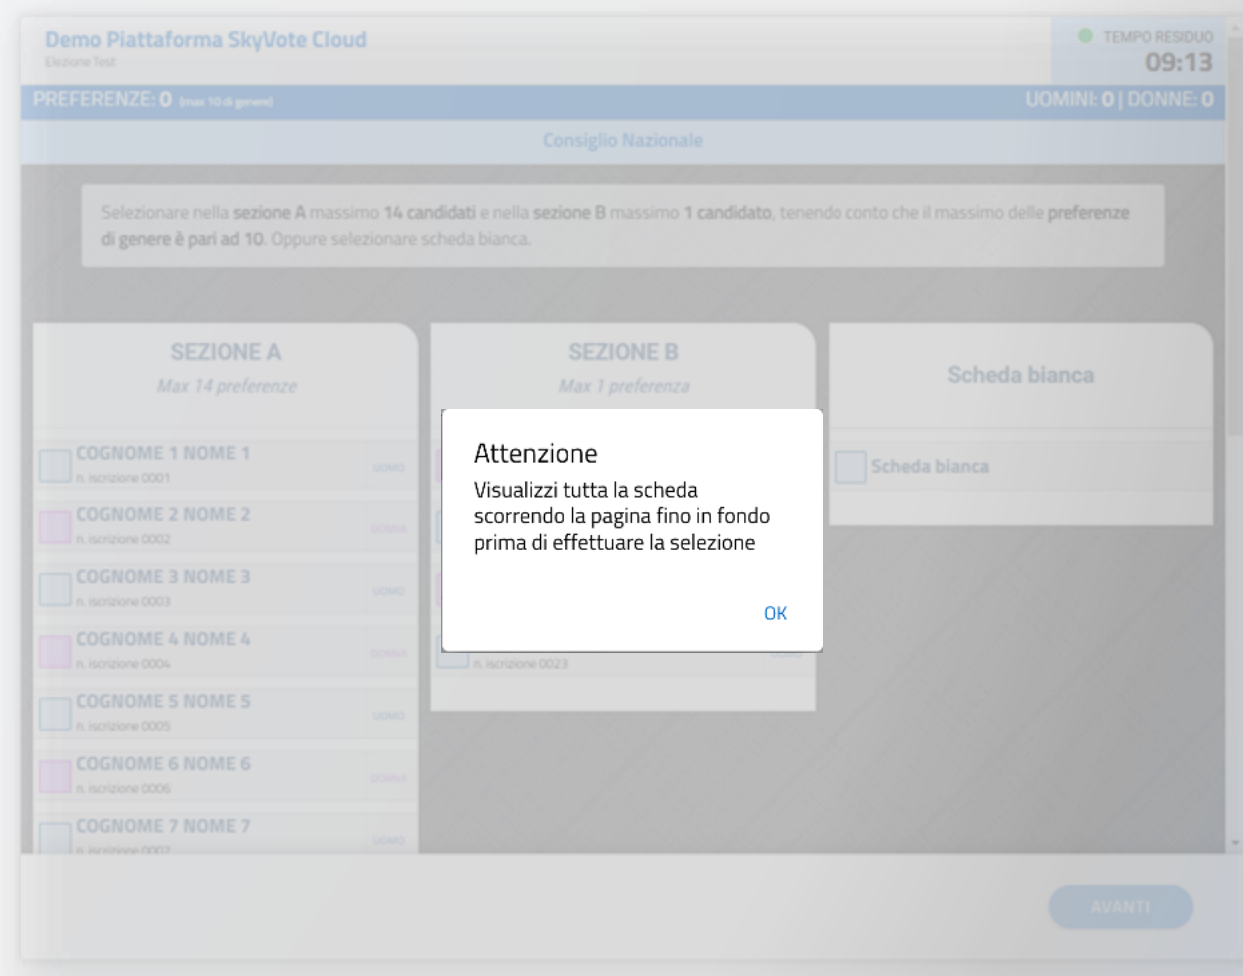 Demo Piattaforma SkyVote Cloud
Elezione Test
TEMPO RESIDUO
09:13
PREFERENZE: 0 (max 10 di genere)
UOMINI: 0 | DONNE: 0
Consiglio Nazionale
Selezionare nella sezione A massimo 14 candidati e nella sezione B massimo 1 candidato, tenendo conto che il massimo delle preferenze
di genere è pari ad 10. Oppure selezionare scheda bianca.
SEZIONE A
Max 14 preferenze
COGNOME 1 NOME 1
n. iscrizione 0001
UOMO
COGNOME 2 NOME 2
n. iscrizione 0002
DONNA
COGNOME 3 NOME 3
n. iscrizione 0003
UOMO
COGNOME 4 NOME 4
n. iscrizione 0004
DONNA
COGNOME 5 NOME 5
n. iscrizione 0005
UOMO
COGNOME 6 NOME 6
n. iscrizione 0006
DONNA
COGNOME 7 NOME 7
n. iscrizione 0007
UOMO
SEZIONE B
Max 1 preferenza
n. iscrizione 0023
UOMO
Scheda bianca
Scheda bianca
Attenzione
Visualizzi tutta la scheda
scorrendo la pagina fino in fondo
prima di effettuare la selezione
OK
AVANTI